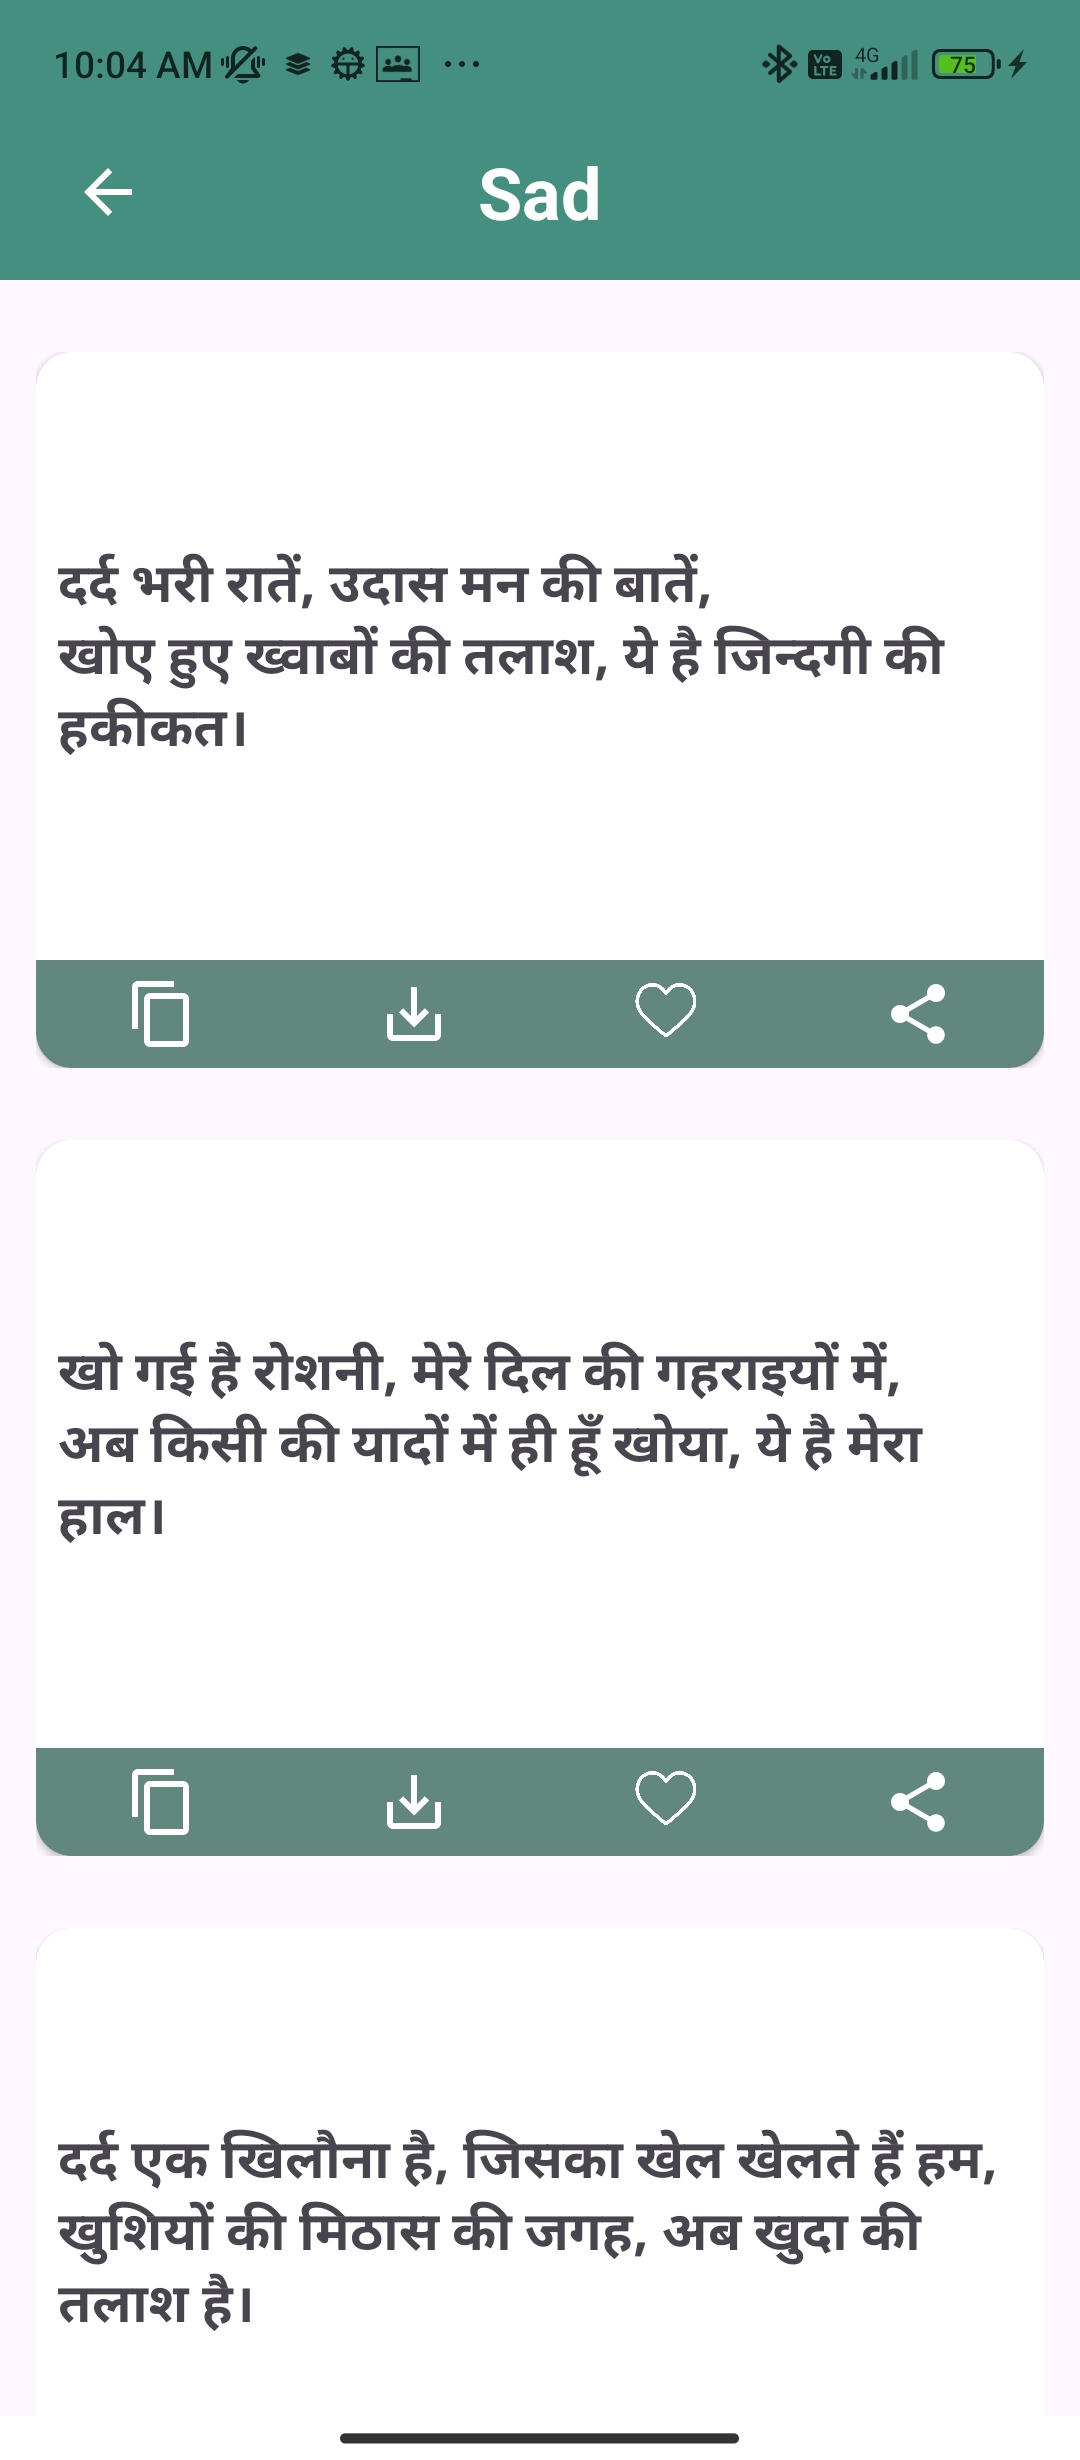 10:04 AM
Vo LTE
4G
75
Sad
दर्द भरी रातें, उदास मन की बातें,
खोए हुए ख्वाबों की तलाश, ये है जिन्दगी की
हकीकत।
खो गई है रोशनी, मेरे दिल की गहराइयों में,
अब किसी की यादों में ही हूँ खोया, ये है मेरा
हाल।
दर्द एक खिलौना है, जिसका खेल खेलते हैं हम,
खुशियों की मिठास की जगह, अब खुदा की
तलाश है।